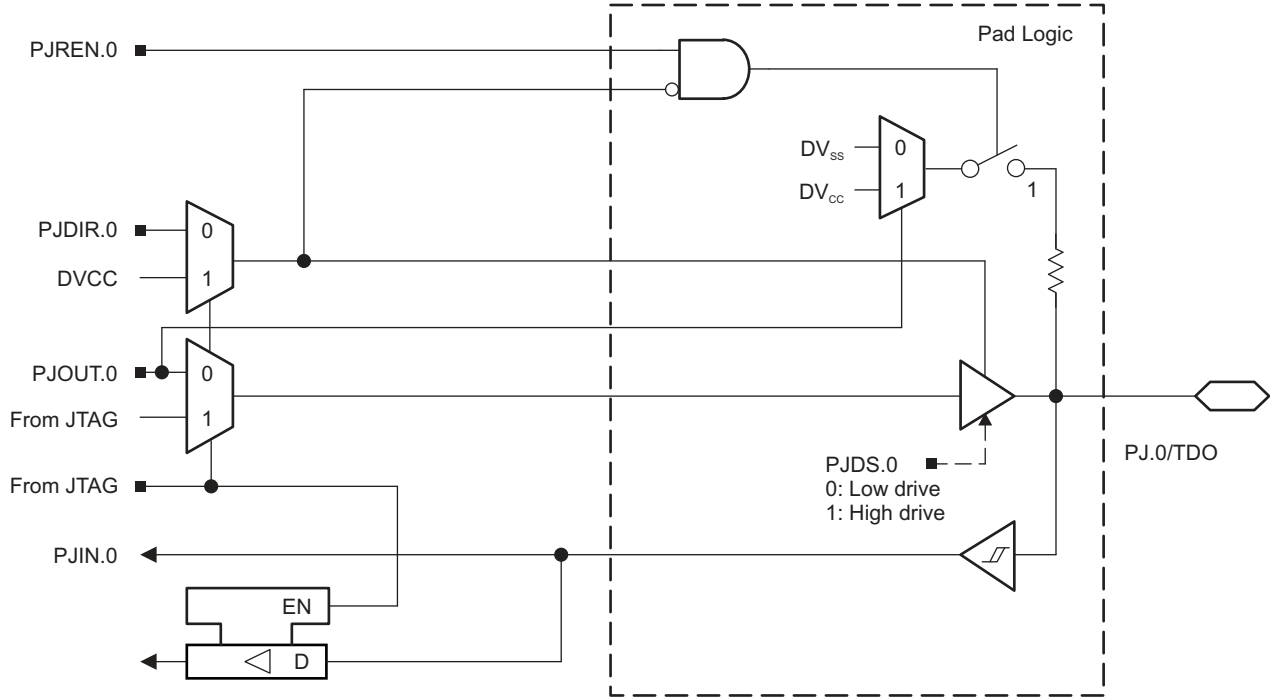 PJREN.0
Pad Logic
DVSS
0
DVCC
1
1
PJDIR.0
0
DVCC
1
PJOUT.0
0
From JTAG
1
From JTAG
PJDS.0
0: Low drive
1: High drive
PJ.0/TDO
PJIN.0
EN
D